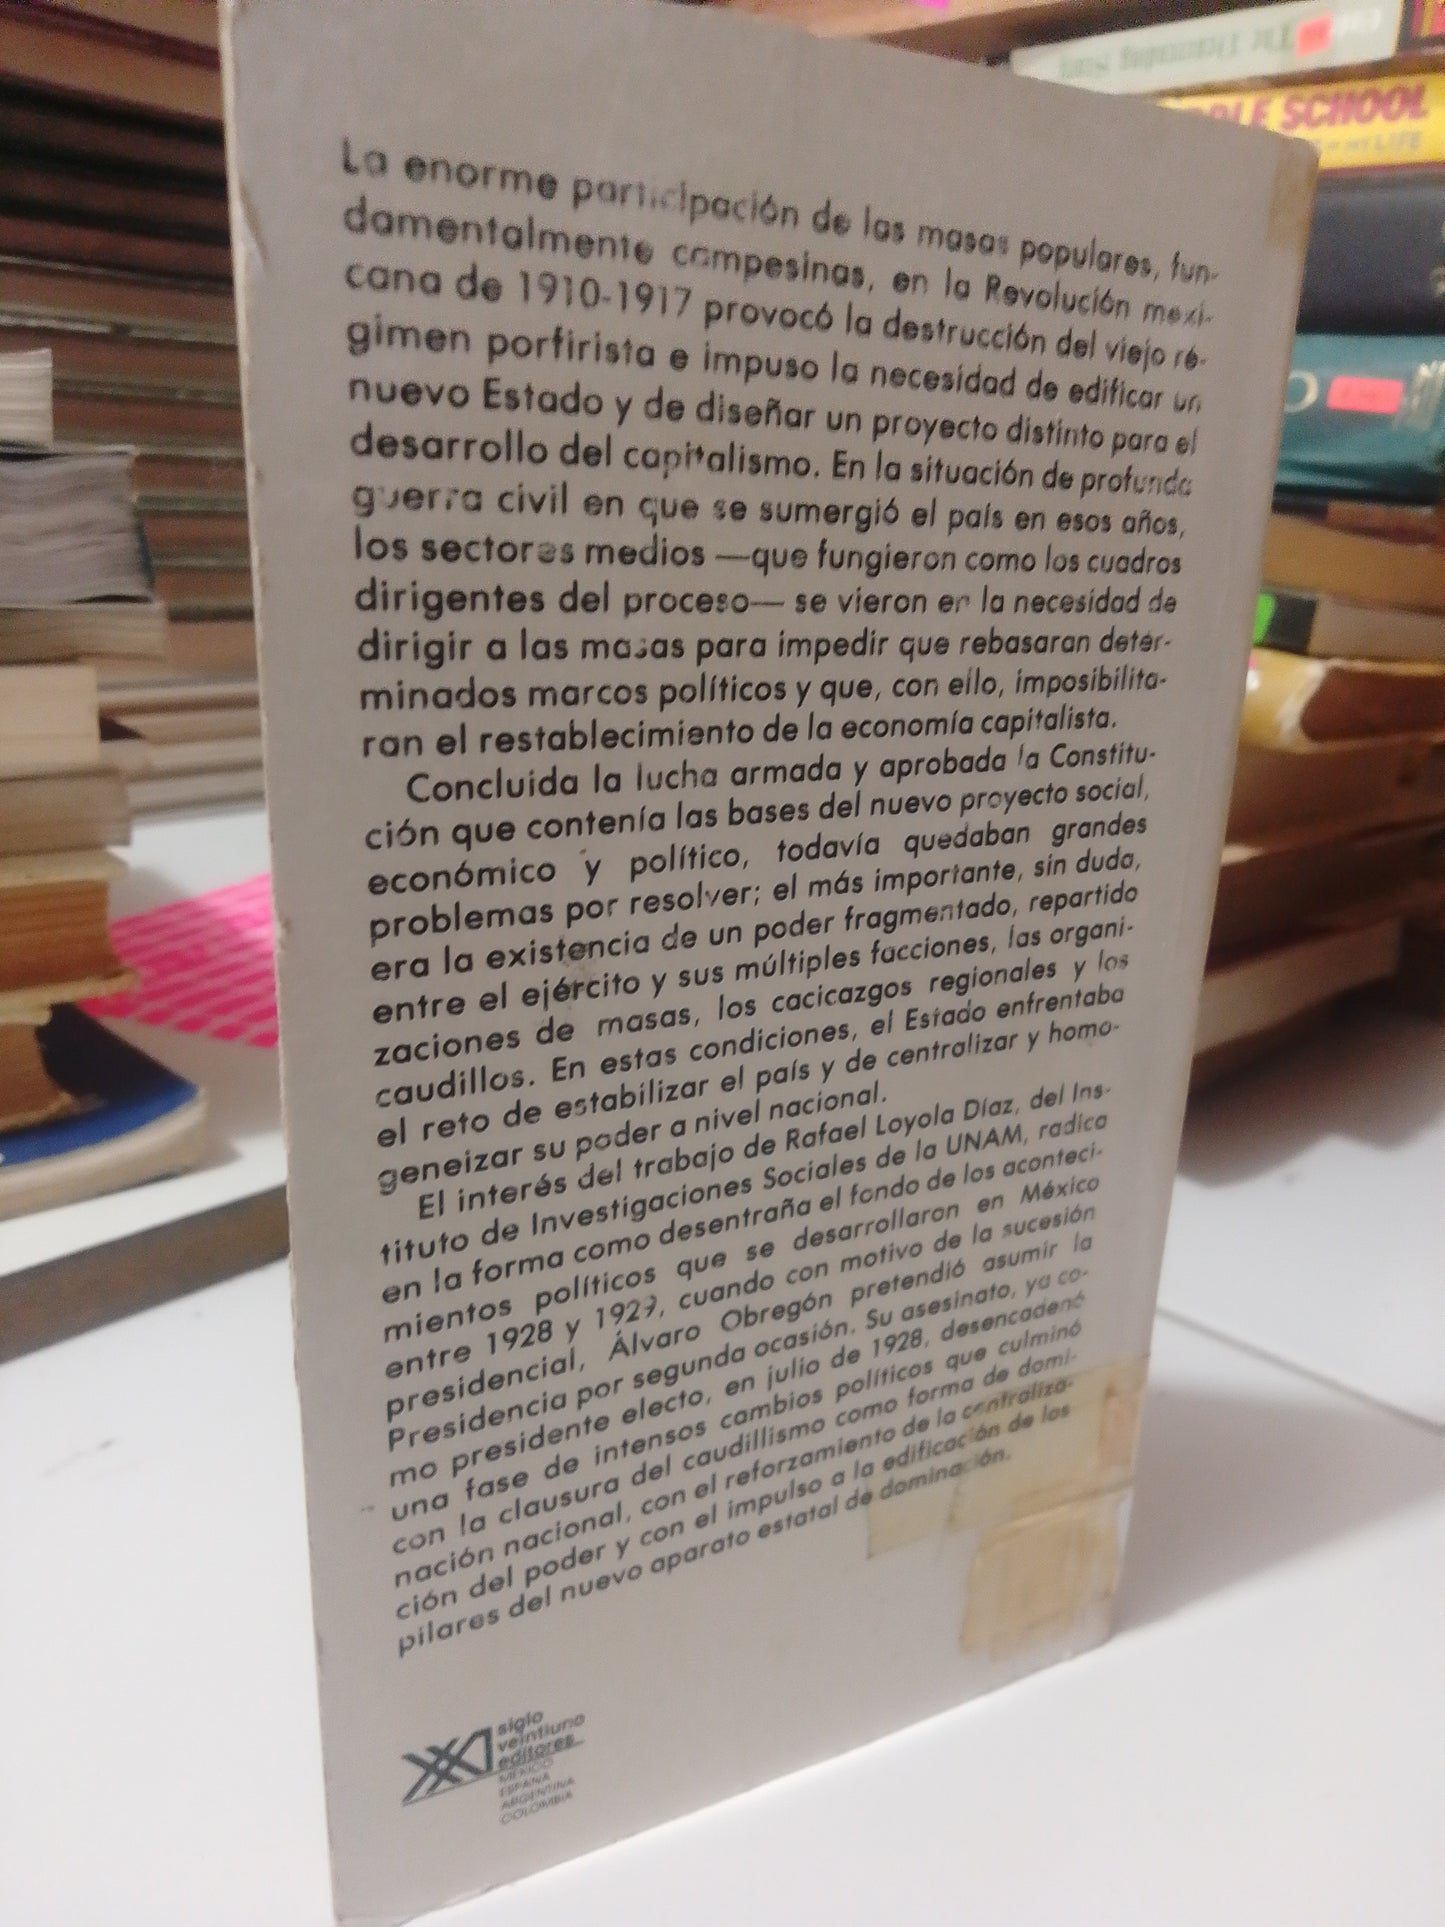 La enorme participación de las masas populares, fun-
damentalmente campesinas, en la Revolución mexi-
cana de 1910-1917 provocó la destrucción del viejo ré-
gimen porfirista e impuso la necesidad de edificar un
nuevo Estado y de diseñar un proyecto distinto para el
desarrollo del capitalismo. En la situación de profunda
guerra civil en que se sumergió el país en esos años,
los sectores medios —que fungieron como los cuadros
dirigentes del proceso— se vieron en la necesidad de
dirigir a las masas para impedir que rebasaran deter-
minados marcos políticos y que, con ello, imposibilita-
ran el restablecimiento de la economía capitalista.
Concluida la lucha armada y aprobada la Constitu-
ción que contenía las bases del nuevo proyecto social,
económico y político, todavía quedaban grandes
problemas por resolver; el más importante, sin duda,
era la existencia de un poder fragmentado, repartido
entre el ejército y sus múltiples facciones, las organi-
zaciones de masas, los cacicazgos regionales y los
caudillos. En estas condiciones, el Estado enfrentaba
el reto de estabilizar el país y de centralizar y homo-
geneizar su poder a nivel nacional.
El interés del trabajo de Rafael Loyola Díaz, del Ins-
tituto de Investigaciones Sociales de la UNAM, radica
en la forma como desentraña el fondo de los aconteci-
mientos políticos que se desarrollaron en México
entre 1928 y 1929, cuando con motivo de la sucesión
presidencial, Álvaro Obregón pretendió asumir la
Presidencia por segunda ocasión. Su asesinato, ya co-
mo presidente electo, en julio de 1928, desencadenó
una fase de intensos cambios políticos que culminó
con la clausura del caudillismo como forma de domi-
nación nacional, con el reforzamiento de la centraliza-
ción del poder y con el impulso a la edificación de los
pilares del nuevo aparato estatal de dominación.
siglo
veintiuno
editores
MÉXICO
ESPAÑA
ARGENTINA
COLOMBIA
SCHOOL
MY LIFE